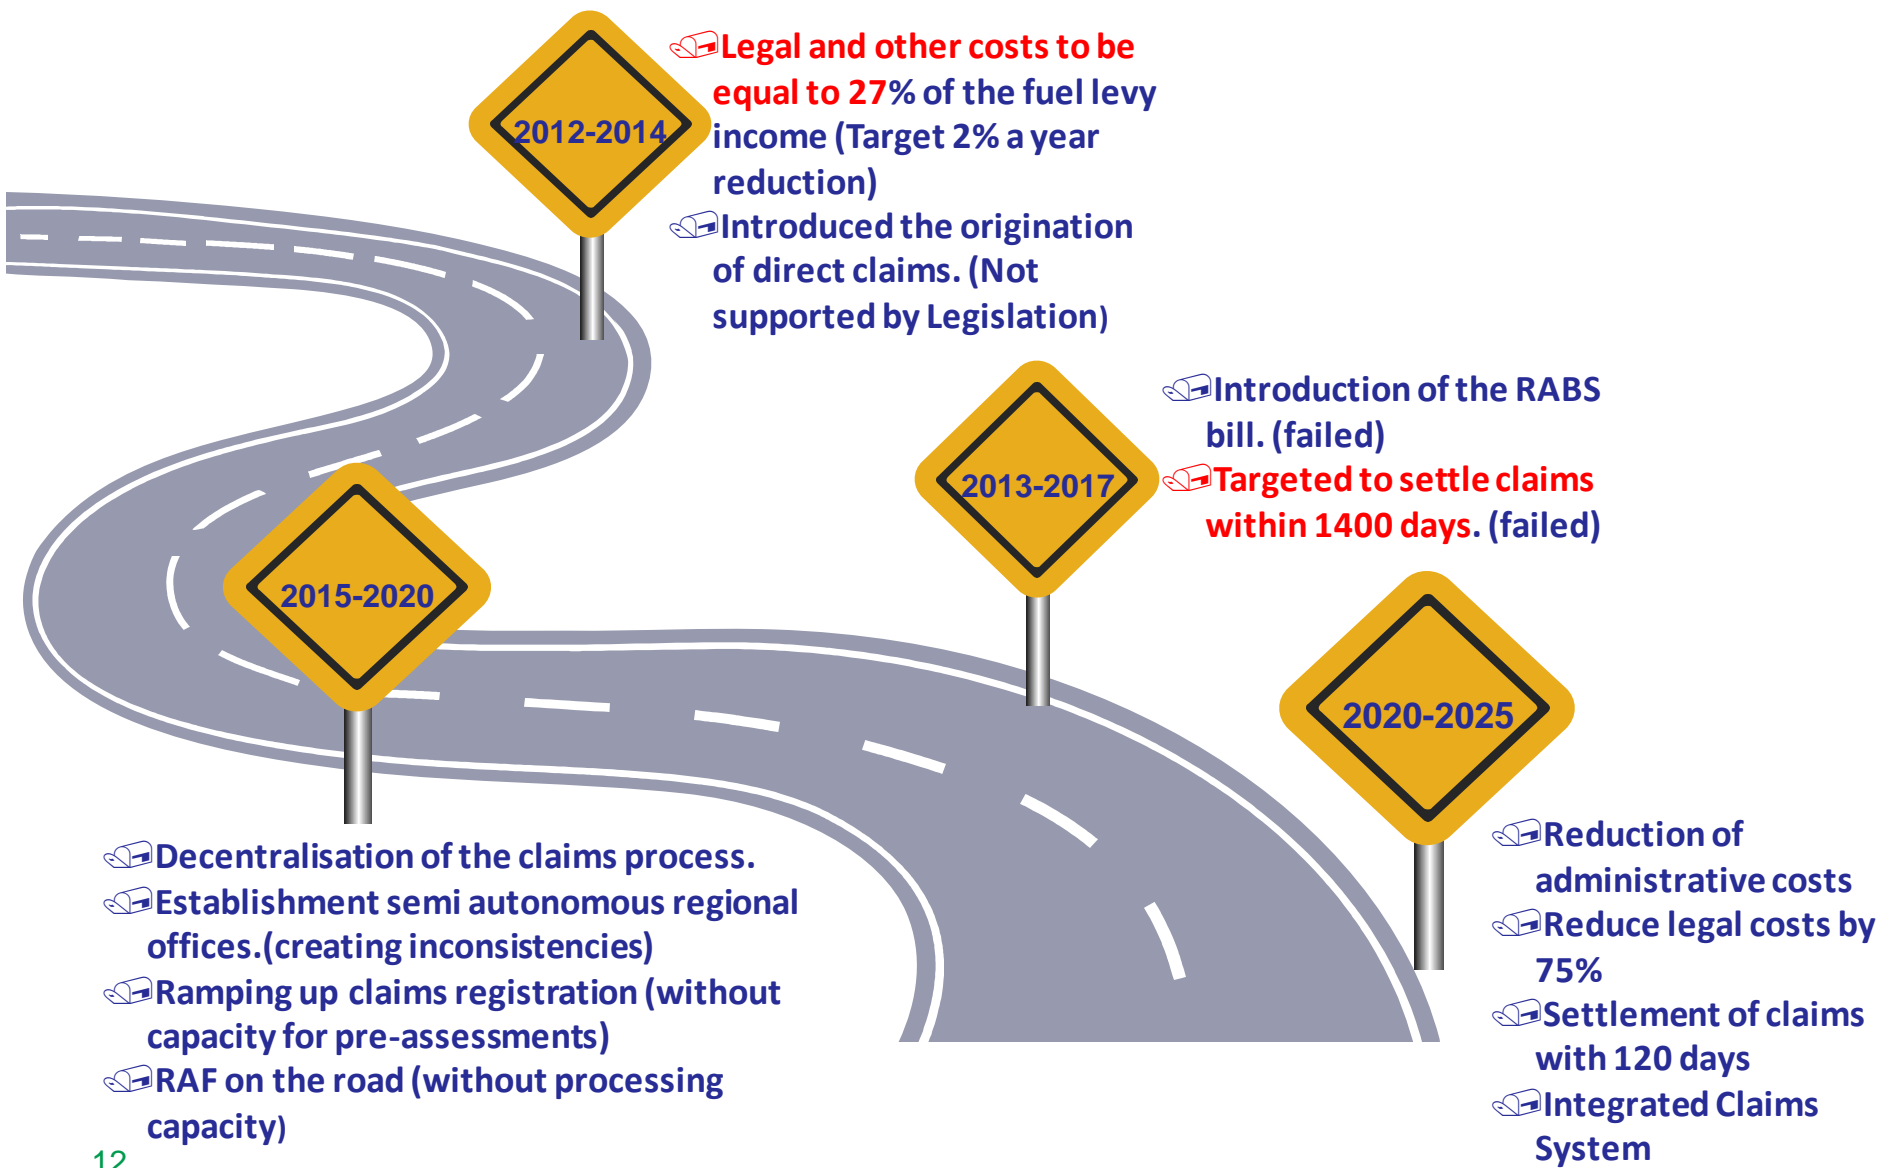 2012-2014
Legal and other costs to be
equal to 27% of the fuel levy
income (Target 2% a year
reduction)
Introduced the origination
of direct claims. (Not
supported by Legislation)
2013-2017
Introduction of the RABS
bill. (failed)
Targeted to settle claims
within 1400 days. (failed)
2015-2020
Decentralisation of the claims process.
Establishment semi autonomous regional
offices.(creating inconsistencies)
Ramping up claims registration (without
capacity for pre-assessments)
RAF on the road (without processing
capacity)
2020-2025
Reduction of
administrative costs
Reduce legal costs by
75%
Settlement of claims
with 120 days
Integrated Claims
System
12